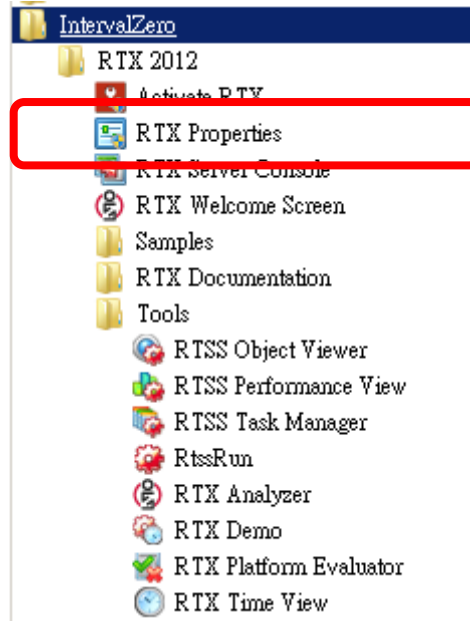 IntervalZero
RTX 2012
Activate RTX
RTX Properties
RTX Server Console
RTX Welcome Screen
Samples
RTX Documentation
Tools
RTSS Object Viewer
RTSS Performance View
RTSS Task Manager
RtssRun
RTX Analyzer
RTX Demo
RTX Platform Evaluator
RTX Time View